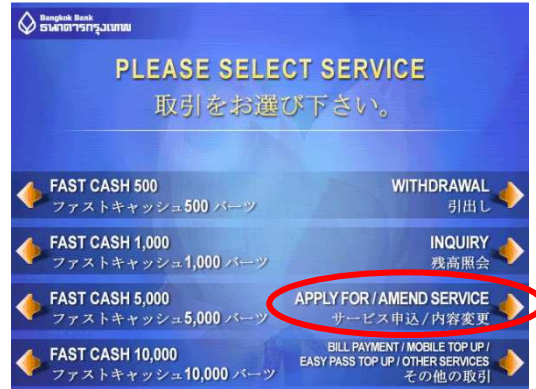 Bangkok Bank
ธนาคารกรุงเทพ
PLEASE SELECT SERVICE
取引をお選び下さい。
FAST CASH 500
ファストキャッシュ500 バーツ
WITHDRAWAL
引出し
FAST CASH 1,000
ファストキャッシュ1,000 バーツ
INQUIRY
残高照会
FAST CASH 5,000
ファストキャッシュ5,000 バーツ
APPLY FOR / AMEND SERVICE
サービス申込/内容変更
FAST CASH 10,000
ファストキャッシュ10,000 バーツ
BILL PAYMENT / MOBILE TOP UP /
EASY PASS TOP UP / OTHER SERVICES
その他の取引